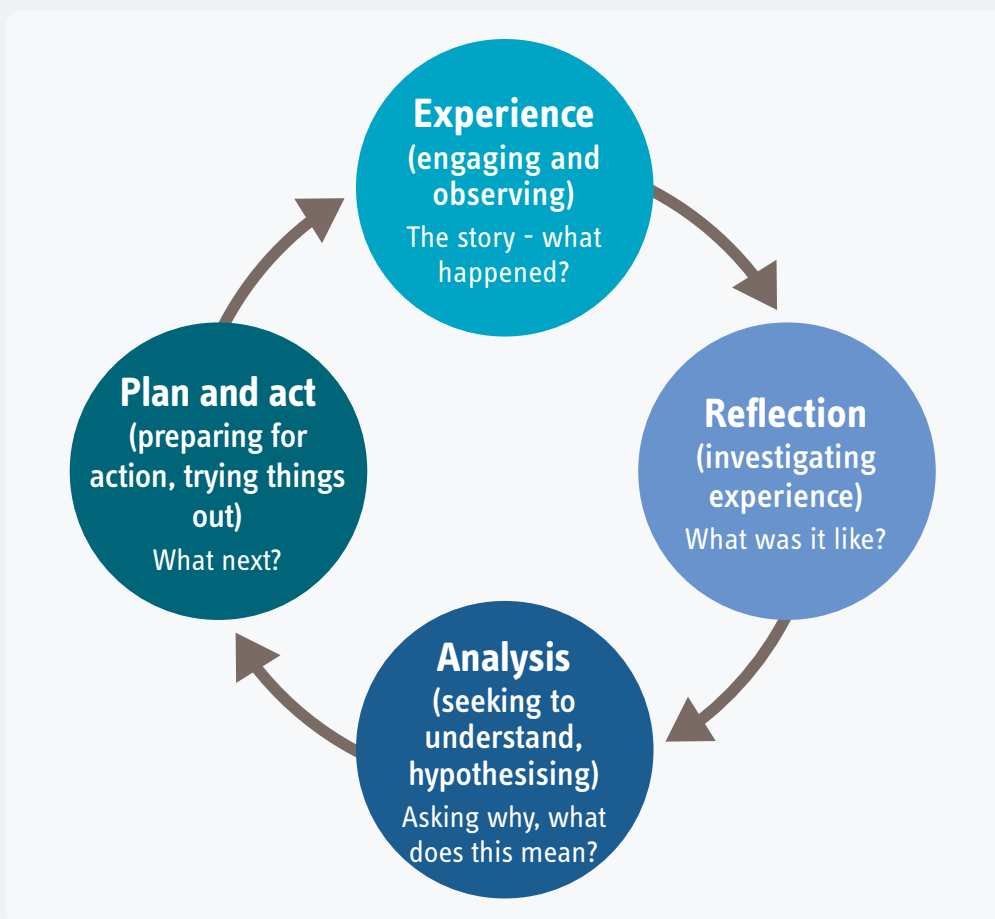 Experience
(engaging and
observing)
The story - what
happened?
Reflection
(investigating
experience)
What was it like?
Analysis
(seeking to
understand,
hypothesising)
Asking why, what
does this mean?
Plan and act
(preparing for
action, trying things
out)
What next?